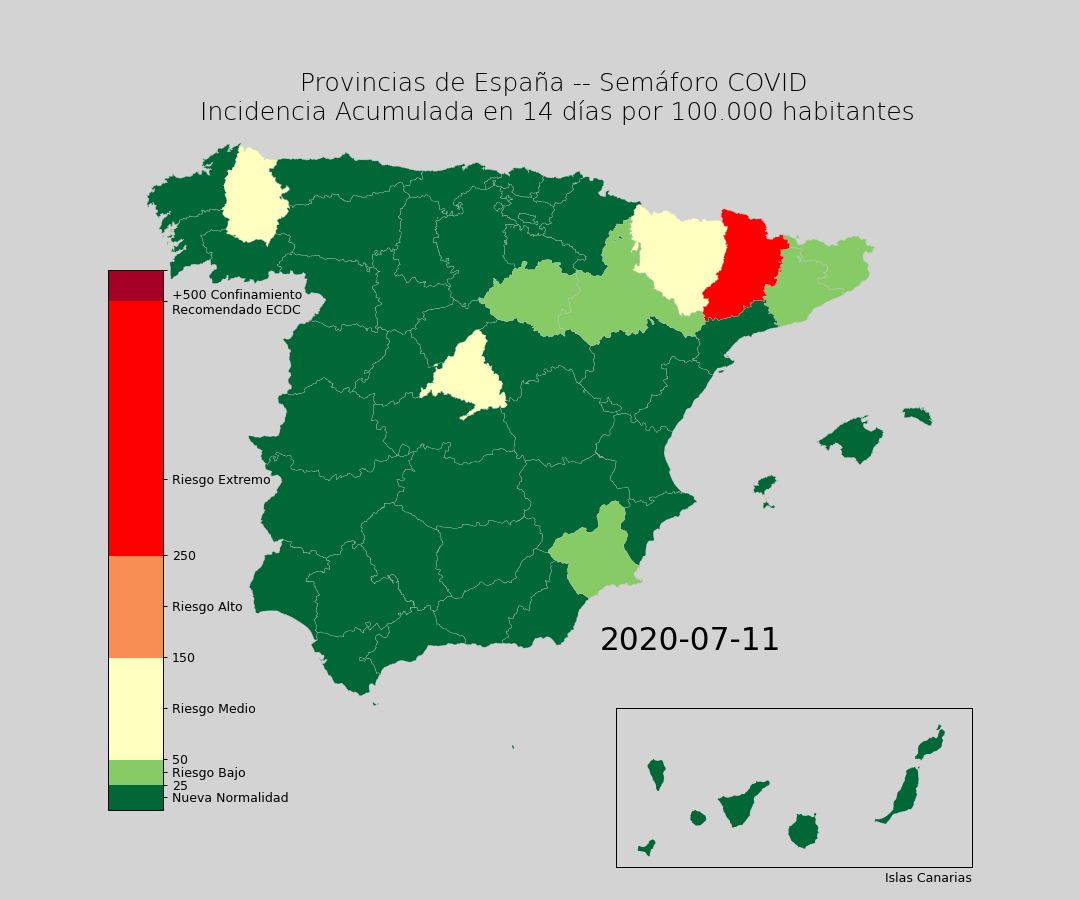 Provincias de España -- Semáforo COVID
Incidencia Acumulada en 14 días por 100.000 habitantes
+500 Confinamiento
Recomendado ECDC
Riesgo Extremo
250
Riesgo Alto
150
Riesgo Medio
50
Riesgo Bajo
25
Nueva Normalidad
2020-07-11
Islas Canarias